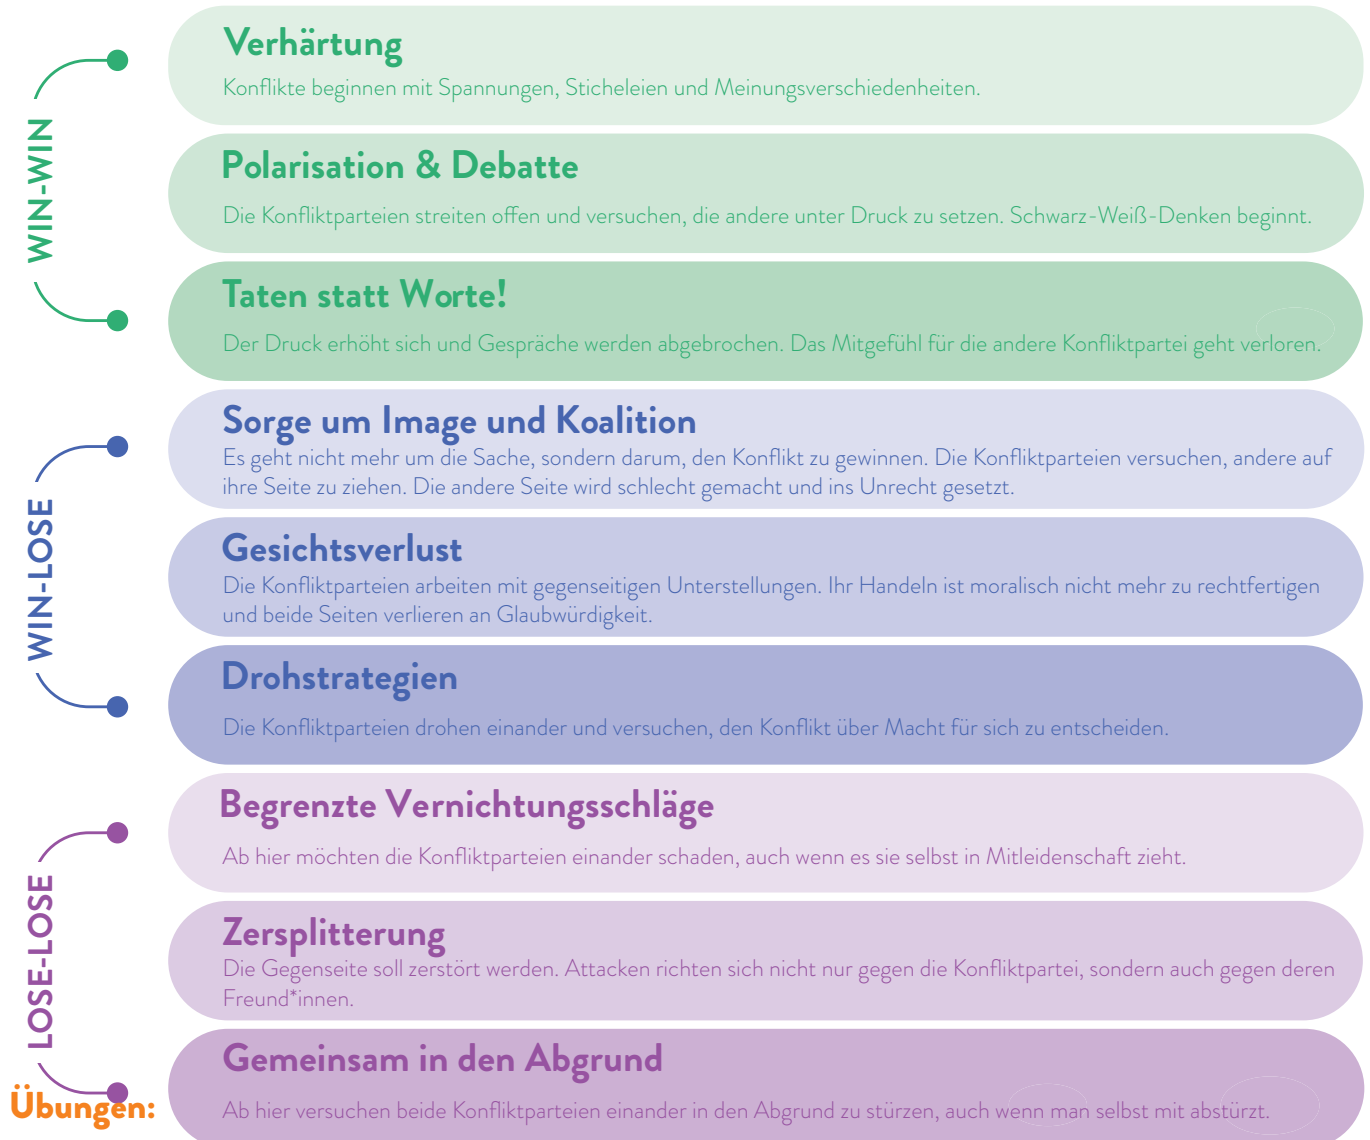 WIN-WIN
Verhärtung
Konflikte beginnen mit Spannungen, Sticheleien und Meinungsverschiedenheiten.
Polarisation & Debatte
Die Konfliktparteien streiten offen und versuchen, die andere unter Druck zu setzen. Schwarz-Weiß-Denken beginnt.
Taten statt Worte!
Der Druck erhöht sich und Gespräche werden abgebrochen. Das Mitgefühl für die andere Konfliktpartei geht verloren.
WIN-LOSE
Sorge um Image und Koalition
Es geht nicht mehr um die Sache, sondern darum, den Konflikt zu gewinnen. Die Konfliktparteien versuchen, andere auf
ihre Seite zu ziehen. Die andere Seite wird schlecht gemacht und ins Unrecht gesetzt.
Gesichtsverlust
Die Konfliktparteien arbeiten mit gegenseitigen Unterstellungen. Ihr Handeln ist moralisch nicht mehr zu rechtfertigen
und beide Seiten verlieren an Glaubwürdigkeit.
Drohstrategien
Die Konfliktparteien drohen einander und versuchen, den Konflikt über Macht für sich zu entscheiden.
LOSE-LOSE
Begrenzte Vernichtungsschläge
Ab hier möchten die Konfliktparteien einander schaden, auch wenn es sie selbst in Mitleidenschaft zieht.
Zersplitterung
Die Gegenseite soll zerstört werden. Attacken richten sich nicht nur gegen die Konfliktpartei, sondern auch gegen deren
Freund*innen.
Gemeinsam in den Abgrund
Ab hier versuchen beide Konfliktparteien einander in den Abgrund zu stürzen, auch wenn man selbst mit abstürzt.
Übungen: